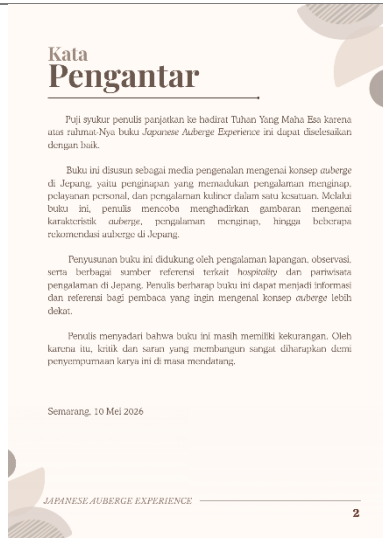 Kata
Pengantar
Puji syukur penulis panjatkan ke hadirat Tuhan Yang Maha Esa karena
atas rahmat-Nya buku Japanese Auberge Experience ini dapat diselesaikan
dengan baik.
Buku ini disusun sebagai media pengenalan mengenai konsep auberge
di Jepang, yaitu penginapan yang memadukan pengalaman menginap,
pelayanan personal, dan pengalaman kuliner dalam satu kesatuan. Melalui
buku ini, penulis mencoba menghadirkan gambaran mengenai
karakteristik auberge, pengalaman menginap, hingga beberapa
rekomendasi auberge di Jepang.
Penyusunan buku ini didukung oleh pengalaman lapangan, observasi,
serta berbagai sumber referensi terkait hospitality dan pariwisata
pengalaman di Jepang. Penulis berharap buku ini dapat menjadi informasi
dan referensi bagi pembaca yang ingin mengenal konsep auberge lebih
dekat.
Penulis menyadari bahwa buku ini masih memiliki kekurangan. Oleh
karena itu, kritik dan saran yang membangun sangat diharapkan demi
penyempurnaan karya ini di masa mendatang.
Semarang, 10 Mei 2026
JAPANESE AUBERGE EXPERIENCE
2